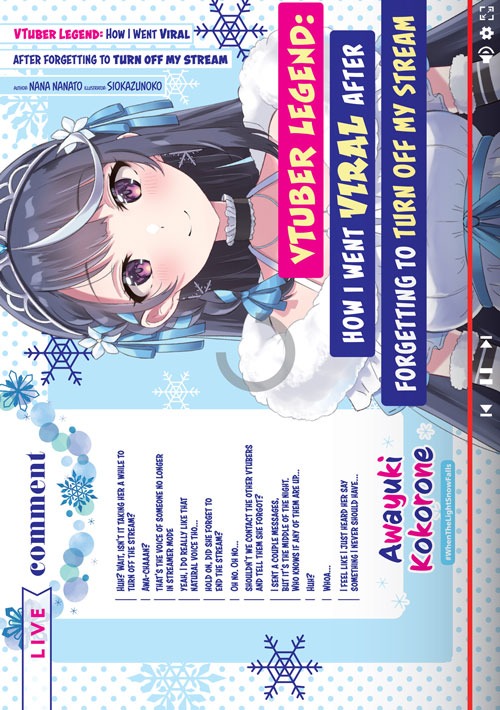 VTUBER LEGEND: HOW I WENT VIRAL
AFTER FORGETTING TO TURN OFF MY STREAM
AUTHOR: NANA NANATO ILLUSTRATOR: SIOKAZUNOKO
VTUBER LEGEND:
HOW I WENT VIRAL AFTER
FORGETTING TO TURN OFF MY STREAM
LIVE
comment
HUH? WAIT, ISN'T IT TAKING HER A WHILE TO
TURN OFF THE STREAM?
AWA-CHAAAN?
THAT'S THE VOICE OF SOMEONE NO LONGER
IN STREAMER MODE
YEAH, I DO REALLY LIKE THAT
NATURAL VOICE THO...
HOLD ON, DID SHE FORGET TO
END THE STREAM?
OH NO, OH NO...
SHOULDN'T WE CONTACT THE OTHER VTUBERS
AND TELL THEM SHE FORGOT?
I SENT A COUPLE MESSAGES,
BUT IT'S THE MIDDLE OF THE NIGHT.
WHO KNOWS IF ANY OF THEM ARE UP...
HUH?
WHOA...
I FEEL LIKE I JUST HEARD HER SAY
SOMETHING I NEVER SHOULD HAVE...
Awayuki
Kokorone
#WhenTheLightSnowFalls